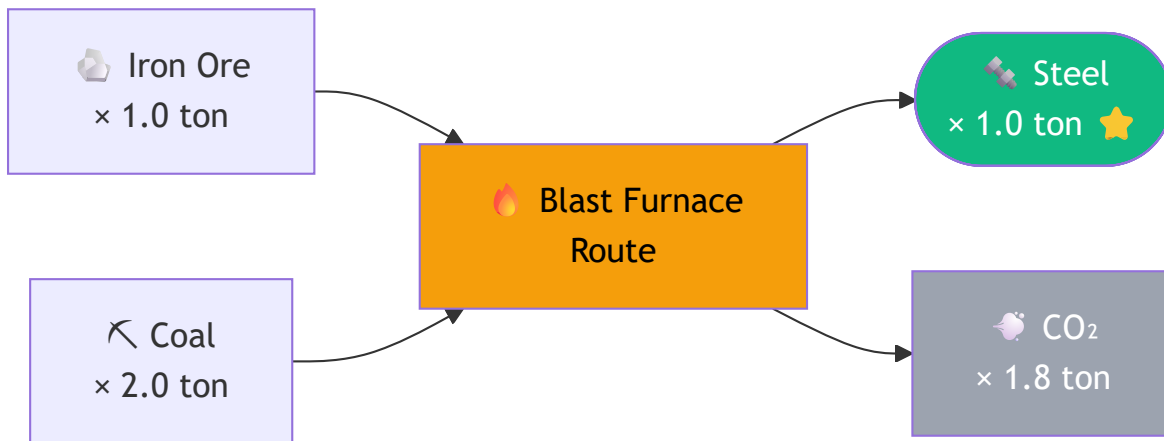 Iron Ore
× 1.0 ton
⛏ Coal
× 2.0 ton
🔥 Blast Furnace
Route
🔩 Steel
× 1.0 ton ⭐
💨 CO₂
× 1.8 ton